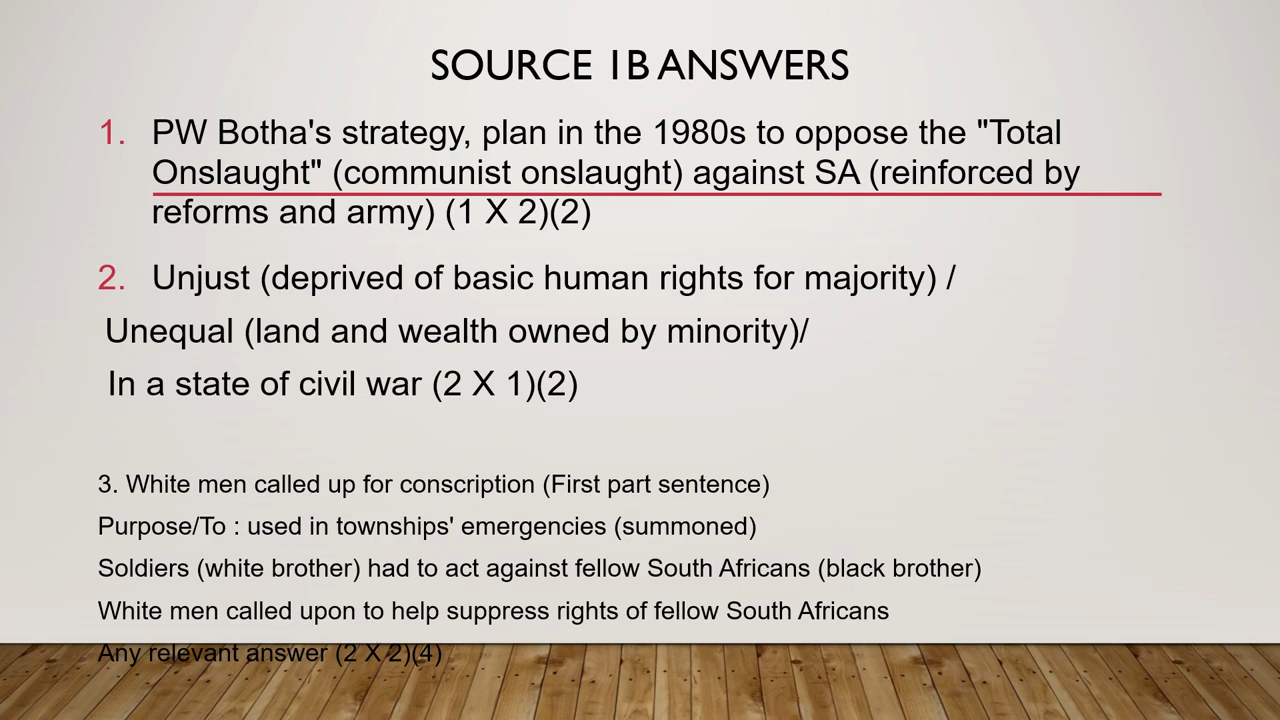 SOURCE 1B ANSWERS
1. PW Botha's strategy, plan in the 1980s to oppose the "Total
Onslaught" (communist onslaught) against SA (reinforced by
reforms and army) (1 X 2)(2)
2. Unjust (deprived of basic human rights for majority) /
Unequal (land and wealth owned by minority)/
In a state of civil war (2 X 1)(2)
3. White men called up for conscription (First part sentence)
Purpose/To : used in townships' emergencies (summoned)
Soldiers (white brother) had to act against fellow South Africans (black brother)
White men called upon to help suppress rights of fellow South Africans
Any relevant answer (2 X 2)(4)